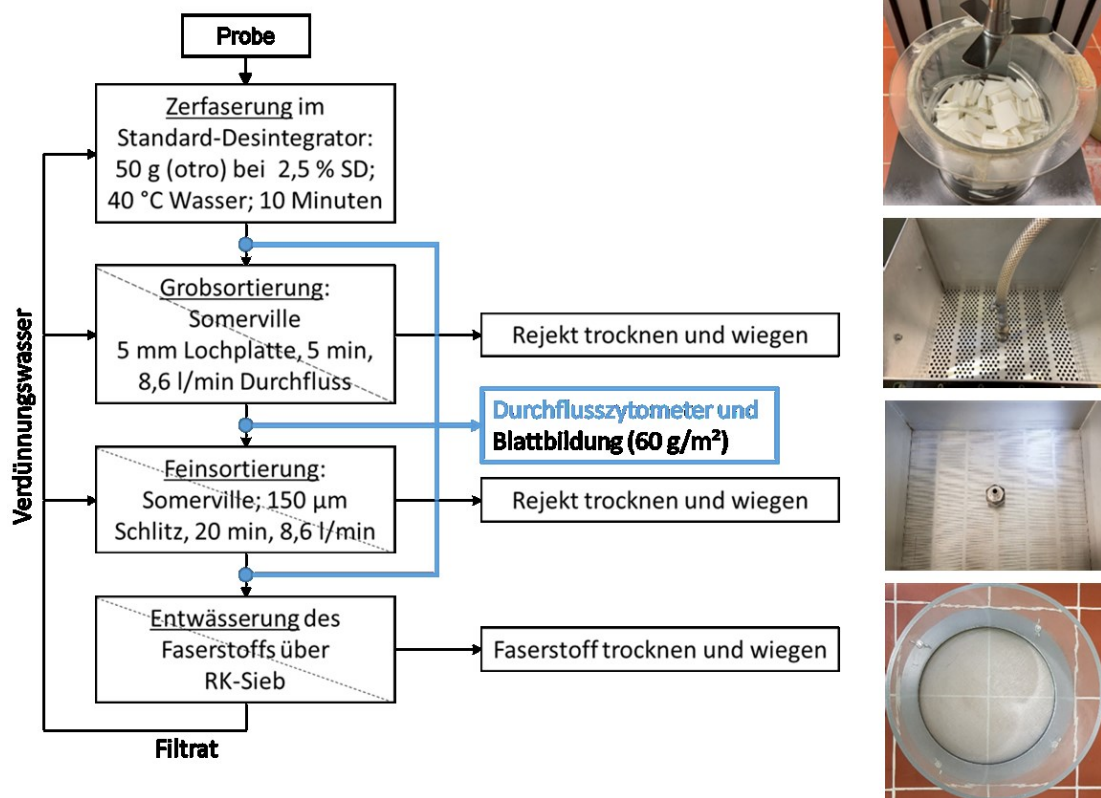 Probe
Zerfaserung im
Standard-Desintegrator:
50 g (otro) bei 2,5 % SD;
40 °C Wasser; 10 Minuten
Grobsortierung:
Somerville
5 mm Lochplatte, 5 min,
8,6 l/min Durchfluss
Rejekt trocknen und wiegen
Durchflusszytometer und
Blattbildung (60 g/m²)
Feinsortierung:
Somerville; 150 µm
Schlitz, 20 min, 8,6 l/min
Rejekt trocknen und wiegen
Entwässerung des
Faserstoffs über
RK-Sieb
Faserstoff trocknen und wiegen
Verdünnungswasser
Filtrat